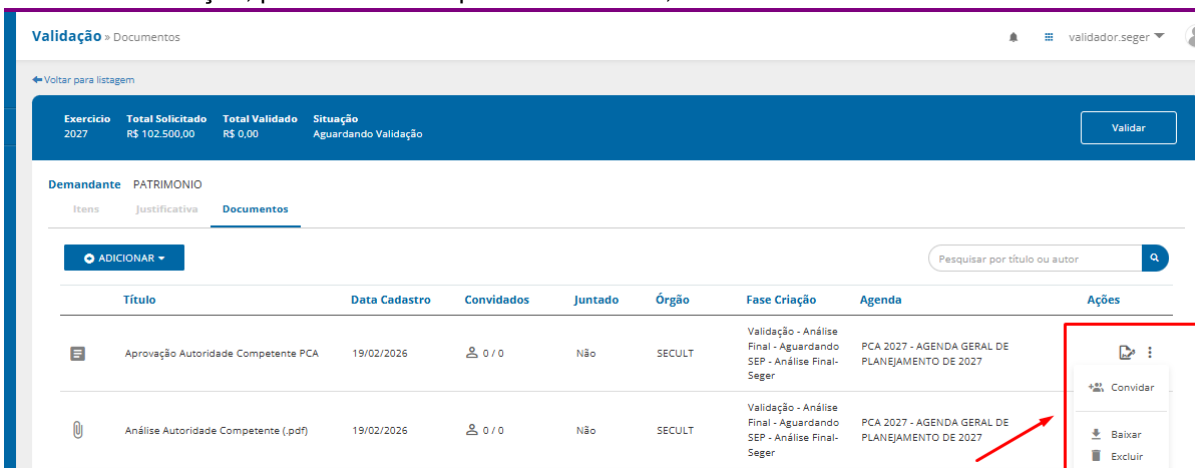 Validação » Documentos
validador.seger
Voltar para listagem
Exercicio Total Solicitado Total Validado Situação
2027 R$ 102.500,00 R$ 0,00 Aguardando Validação
Validar
Demandante PATRIMONIO
Itens Justificativa Documentos
ADICIONAR
Pesquisar por título ou autor
Título Data Cadastro Convidados Juntado Órgão Fase Criação Agenda Ações
Aprovação Autoridade Competente PCA 19/02/2026 0 / 0 Não SECULT
Validação - Análise
Final - Aguardando
SEP - Análise Final-
Seger
PCA 2027 - AGENDA GERAL DE
PLANEJAMENTO DE 2027
Convidar
Análise Autoridade Competente (.pdf) 19/02/2026 0 / 0 Não SECULT
Validação - Análise
Final - Aguardando
SEP - Análise Final-
Seger
PCA 2027 - AGENDA GERAL DE
PLANEJAMENTO DE 2027
Baixar
Excluir